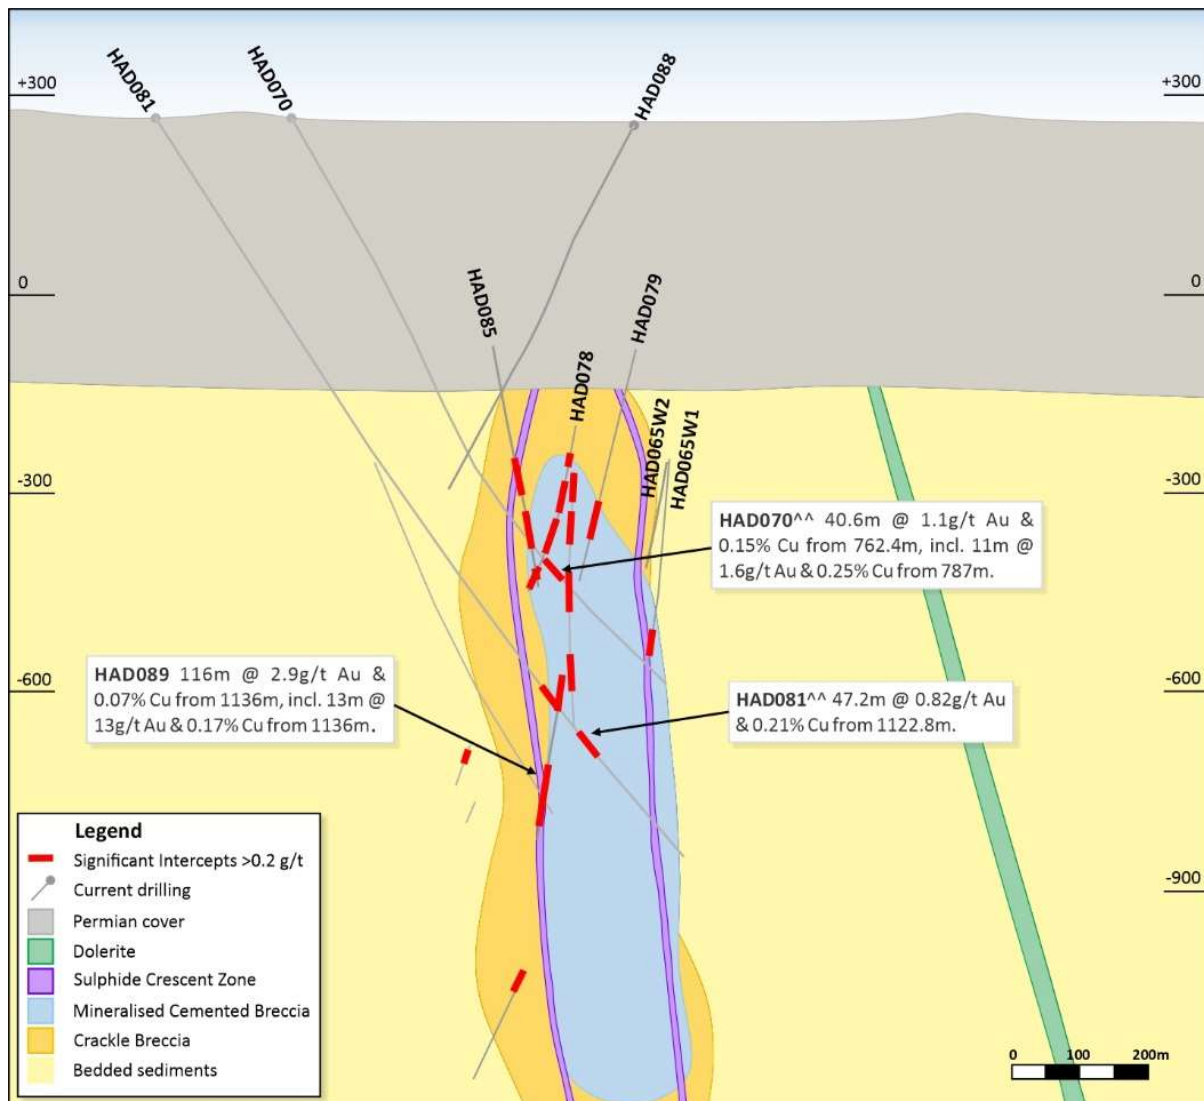 HAD081
HAD070
HAD088
+300
+300
0
0
HAD085
HAD079
HAD078
HAD065W2
HAD065W1
-300
-300
HAD070^^ 40.6m @ 1.1g/t Au &
0.15% Cu from 762.4m, incl. 11m @
1.6g/t Au & 0.25% Cu from 787m.
HAD089 116m @ 2.9g/t Au &
0.07% Cu from 1136m, incl. 13m @
13g/t Au & 0.17% Cu from 1136m.
-600
-600
HAD081^^ 47.2m @ 0.82g/t Au
& 0.21% Cu from 1122.8m.
Legend
Significant Intercepts >0.2 g/t
Current drilling
Permian cover
Dolerite
Sulphide Crescent Zone
Mineralised Cemented Breccia
Crackle Breccia
Bedded sediments
-900
0 100 200m